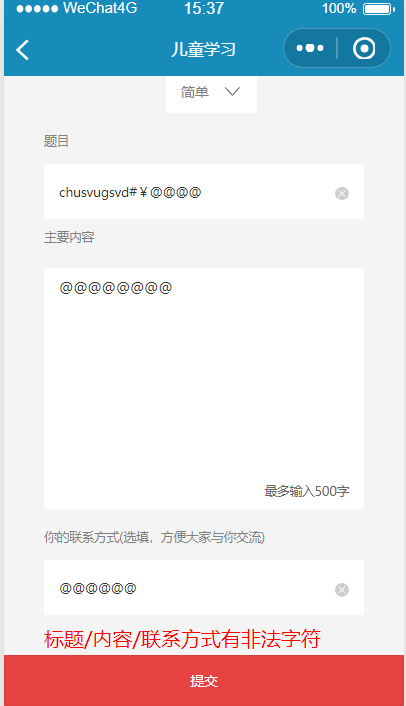 WeChat4G 15:37 100%
儿童学习
简单
题目
chusvugsvd#￥@@@@
主要内容
@@@@@@@@
最多输入500字
你的联系方式(选填，方便大家与你交流)
@@@@@@
标题/内容/联系方式有非法字符
提交